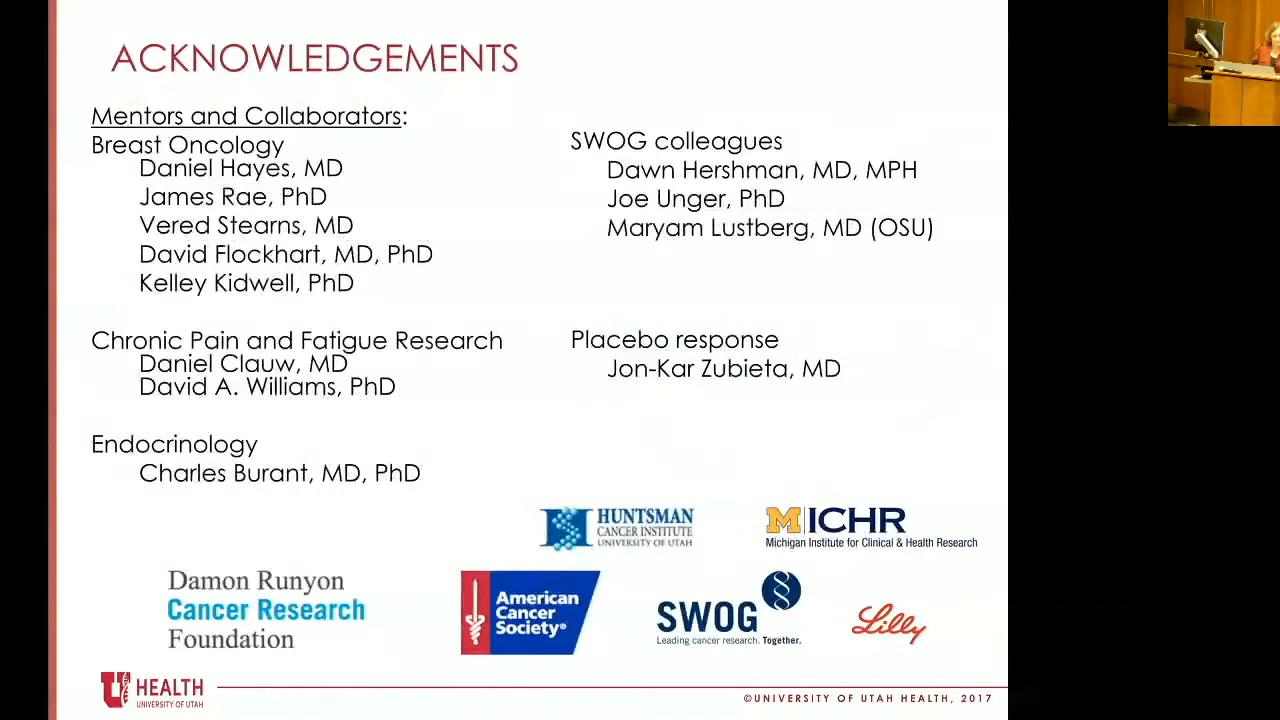 ACKNOWLEDGEMENTS
Mentors and Collaborators:
Breast Oncology
Daniel Hayes, MD
James Rae, PhD
Vered Stearns, MD
David Flockhart, MD, PhD
Kelley Kidwell, PhD
Chronic Pain and Fatigue Research
Daniel Clauw, MD
David A. Williams, PhD
Endocrinology
Charles Burant, MD, PhD
SWOG colleagues
Dawn Hershman, MD, MPH
Joe Unger, PhD
Maryam Lustberg, MD (OSU)
Placebo response
Jon-Kar Zubieta, MD
HUNTSMAN
CANCER INSTITUTE
UNIVERSITY OF UTAH
MICHR
Michigan Institute for Clinical & Health Research
Damon Runyon
Cancer Research
Foundation
American
Cancer
Society®
SWOG
Leading cancer research. Together.
Lilly
U HEALTH
UNIVERSITY OF UTAH
©UNIVERSITY OF UTAH HEALTH, 2017